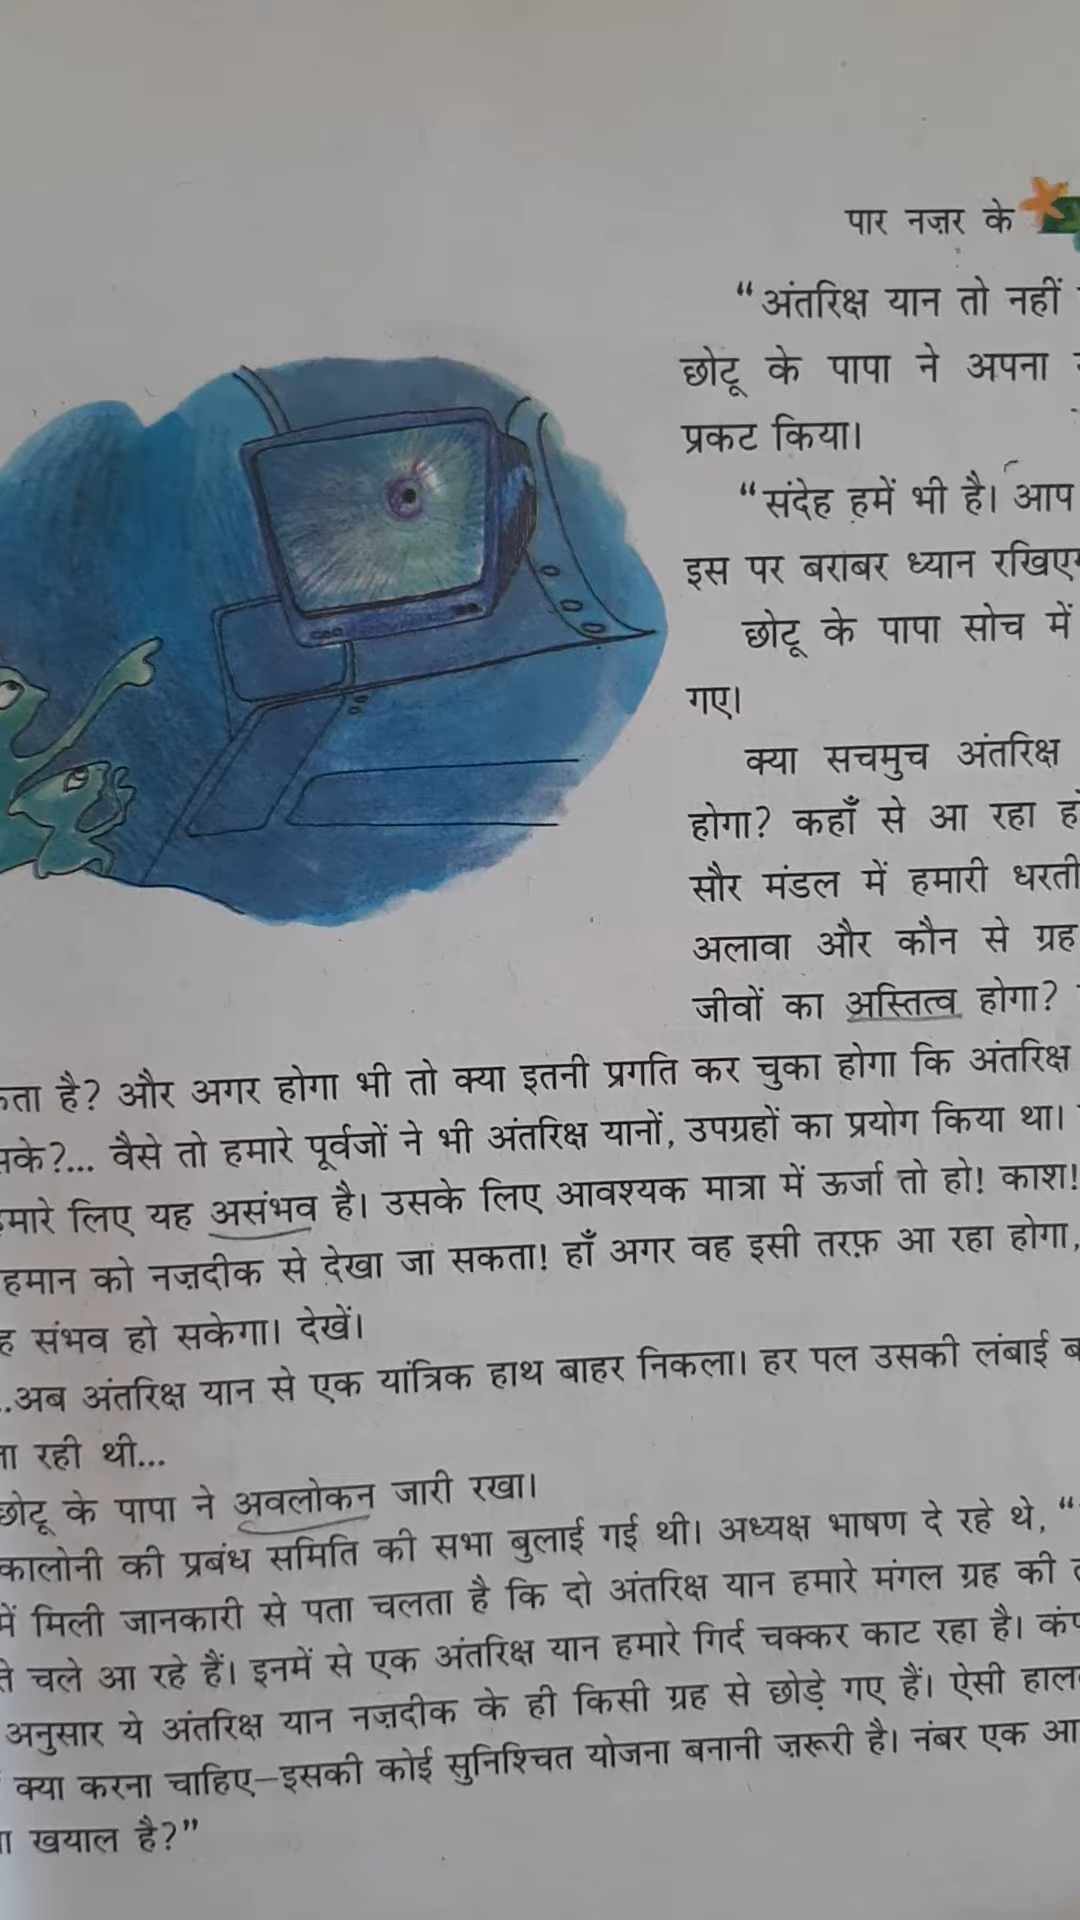 पार नज़र के
“अंतरिक्ष यान तो नहीं
छोटू के पापा ने अपना
प्रकट किया।
“संदेह हमें भी है। आप
इस पर बराबर ध्यान
छोटू के पापा सोच में
गए।
क्या सचमुच अंतरिक्ष
होगा? कहाँ से आ रहा
सौर मंडल में हमारी धरती
अलावा और कौन से ग्रह
जीवों का अस्तित्व होगा?
है? और अगर होगा भी तो क्या इतनी प्रगति कर चुका होगा कि अंतरिक्ष
वैसे तो हमारे पूर्वजों ने भी अंतरिक्ष यानों, उपग्रहों का प्रयोग किया था।
लिए यह असंभव है। उसके लिए आवश्यक मात्रा में ऊर्जा तो हो! काश!
को नज़दीक से देखा जा सकता! हाँ अगर वह इसी तरफ़ आ रहा होगा,
संभव हो सकेगा। देखें।
अब अंतरिक्ष यान से एक यांत्रिक हाथ बाहर निकला। हर पल उसकी लंबाई
रही थी...
छोटू के पापा ने अवलोकन जारी रखा।
कालोनी की प्रबंध समिति की सभा बुलाई गई थी। अध्यक्ष भाषण दे रहे थे, “
में मिली जानकारी से पता चलता है कि दो अंतरिक्ष यान हमारे मंगल ग्रह की
चले आ रहे हैं। इनमें से एक अंतरिक्ष यान हमारे गिर्द चक्कर काट रहा है।
अनुसार ये अंतरिक्ष यान नज़दीक के ही किसी ग्रह से छोड़े गए हैं। ऐसी
क्या करना चाहिए–इसकी कोई सुनिश्चित योजना बनानी ज़रूरी है। नंबर एक
खयाल है?”